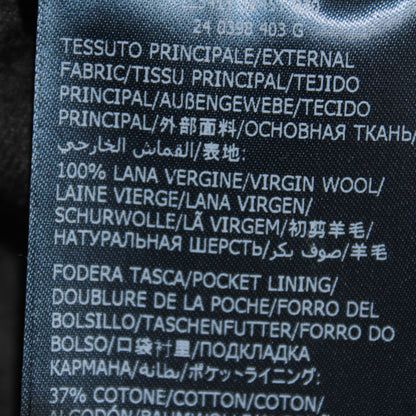 24 0398 403 G
TESSUTO PRINCIPALE/EXTERNAL
FABRIC/TISSU PRINCIPAL/TEJIDO
PRINCIPAL/AUßENGEWEBE/TECIDO
PRINCIPAL/外部面料/ОСНОВНАЯ ТКАНЬ/
القماش الخارجي/表地:
100% LANA VERGINE/VIRGIN WOOL/
LAINE VIERGE/LANA VIRGEN/
SCHURWOLLE/LÃ VIRGEM/初剪羊毛/
НАТУРАЛЬНАЯ ШЕРСТЬ/صوف بكر/羊毛
FODERA TASCA/POCKET LINING/
DOUBLURE DE LA POCHE/FORRO DEL
BOLSILLO/TASCHENFUTTER/FORRO DO
BOLSO/口袋衬里/ПОДКЛАДКА
КАРМАНА/بطانة/ポケットライニング:
37% COTONE/COTTON/COTON/
ALGODÓN/BAUMWOLLE/